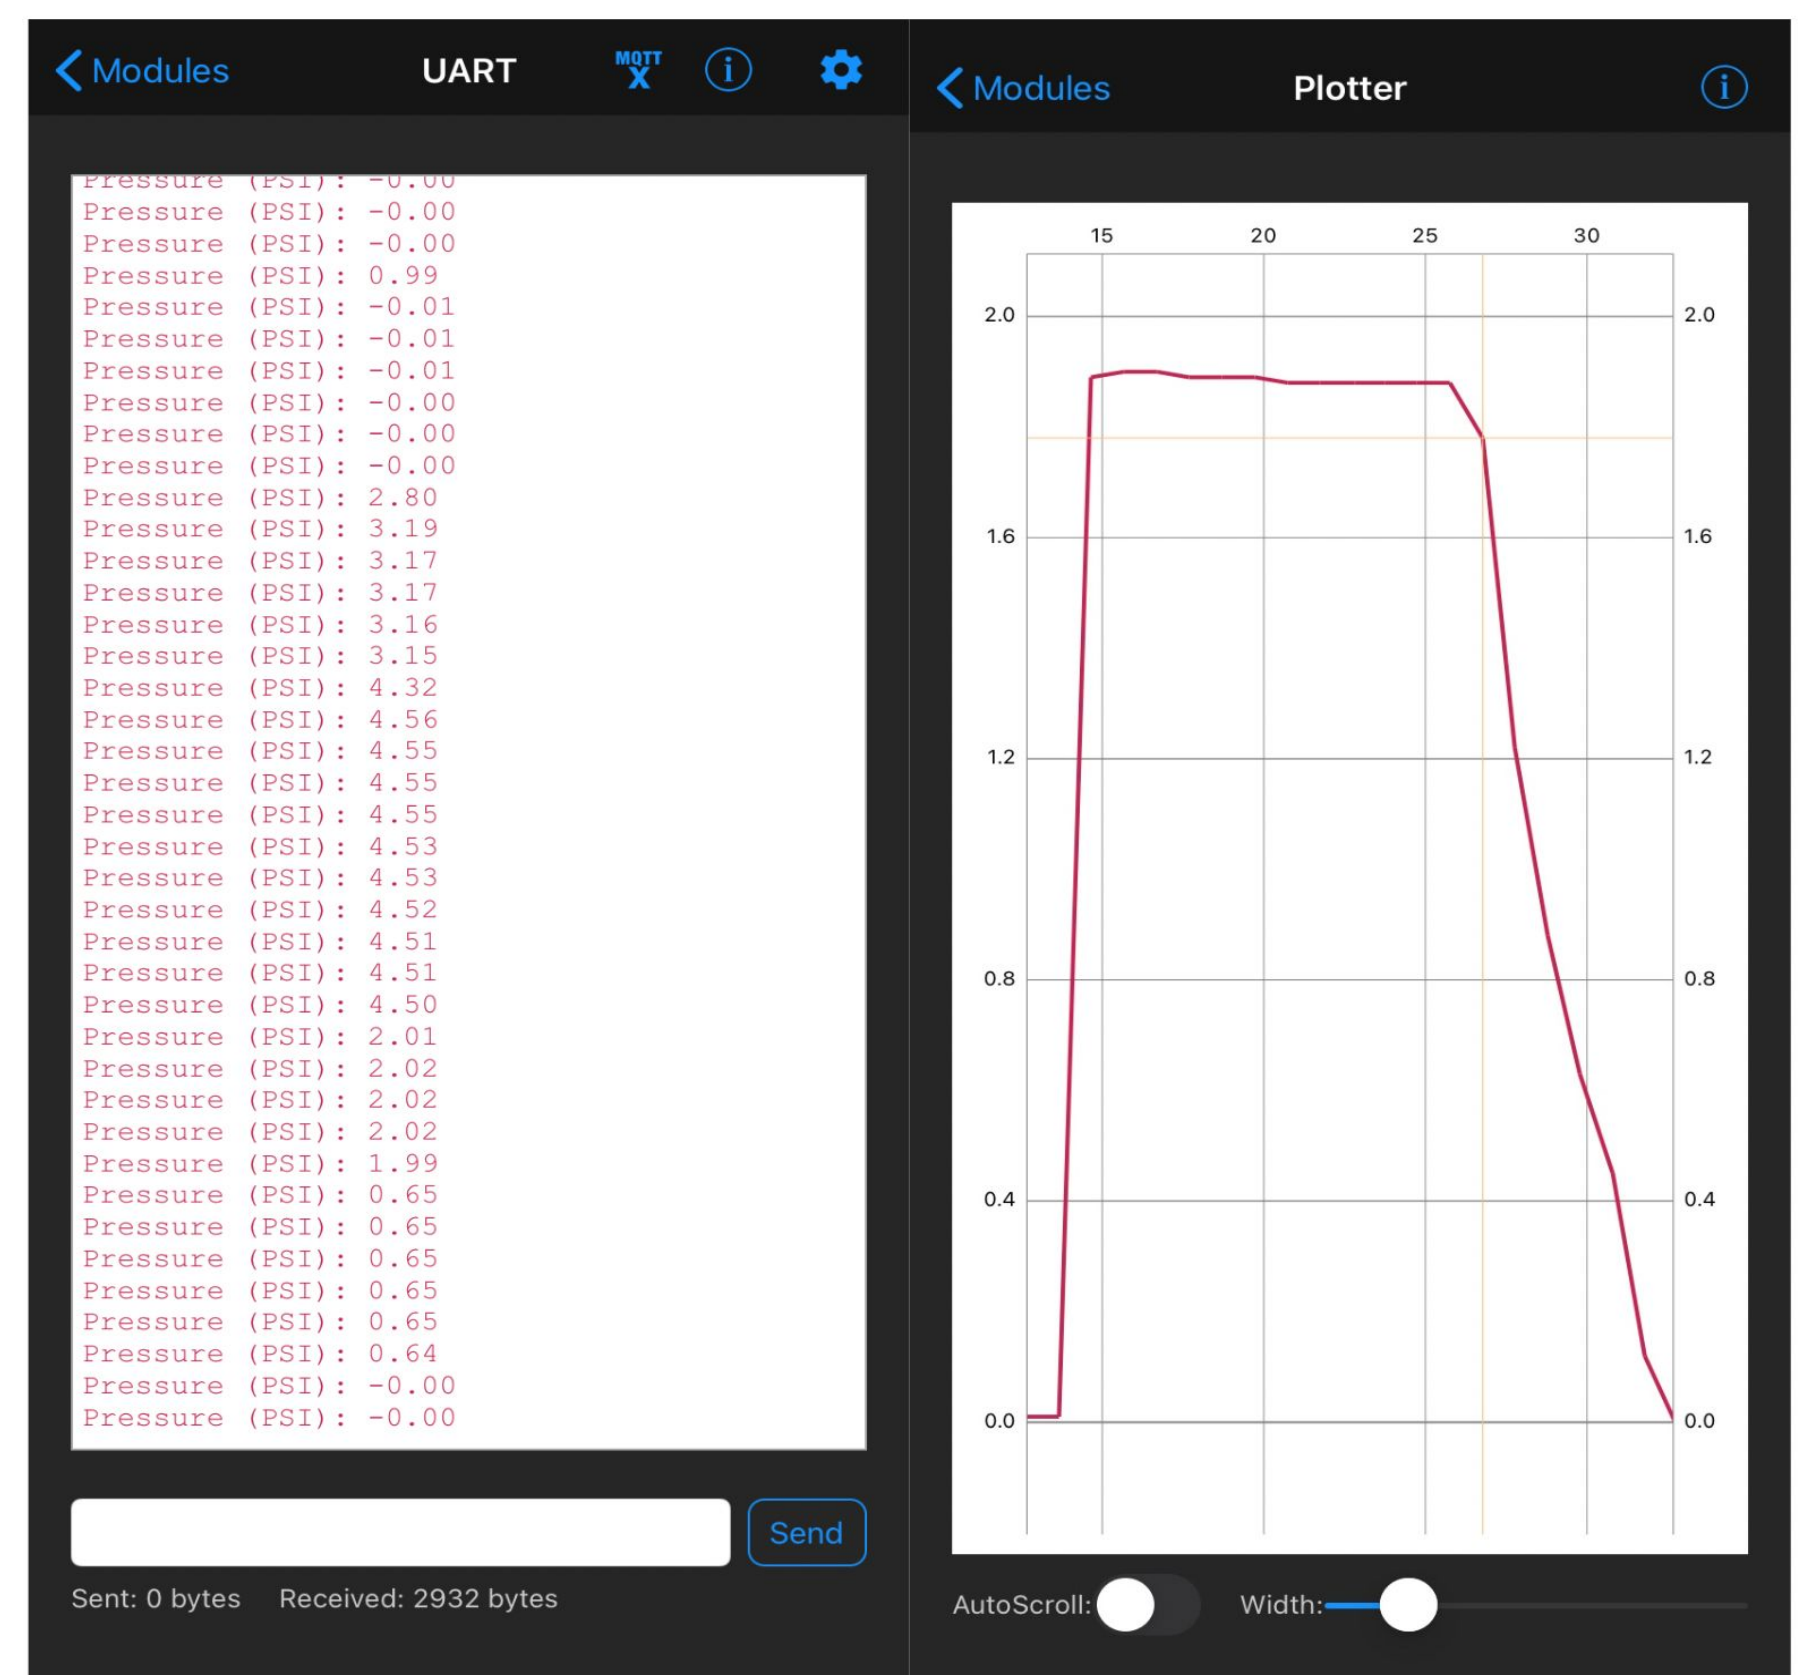 Modules
UART
MQTT
X
i
Pressure (PSI): -0.00
Pressure (PSI): -0.00
Pressure (PSI): -0.00
Pressure (PSI): 0.99
Pressure (PSI): -0.01
Pressure (PSI): -0.01
Pressure (PSI): -0.01
Pressure (PSI): -0.00
Pressure (PSI): -0.00
Pressure (PSI): -0.00
Pressure (PSI): 2.80
Pressure (PSI): 3.19
Pressure (PSI): 3.17
Pressure (PSI): 3.17
Pressure (PSI): 3.16
Pressure (PSI): 3.15
Pressure (PSI): 4.32
Pressure (PSI): 4.56
Pressure (PSI): 4.55
Pressure (PSI): 4.55
Pressure (PSI): 4.55
Pressure (PSI): 4.53
Pressure (PSI): 4.53
Pressure (PSI): 4.52
Pressure (PSI): 4.51
Pressure (PSI): 4.51
Pressure (PSI): 4.50
Pressure (PSI): 2.01
Pressure (PSI): 2.02
Pressure (PSI): 2.02
Pressure (PSI): 2.02
Pressure (PSI): 1.99
Pressure (PSI): 0.65
Pressure (PSI): 0.65
Pressure (PSI): 0.65
Pressure (PSI): 0.65
Pressure (PSI): 0.65
Pressure (PSI): 0.64
Pressure (PSI): -0.00
Pressure (PSI): -0.00
Send
Sent: 0 bytes Received: 2932 bytes
Modules
Plotter
i
15 20 25 30
2.0 2.0
1.6 1.6
1.2 1.2
0.8 0.8
0.4 0.4
0.0 0.0
AutoScroll: Width: